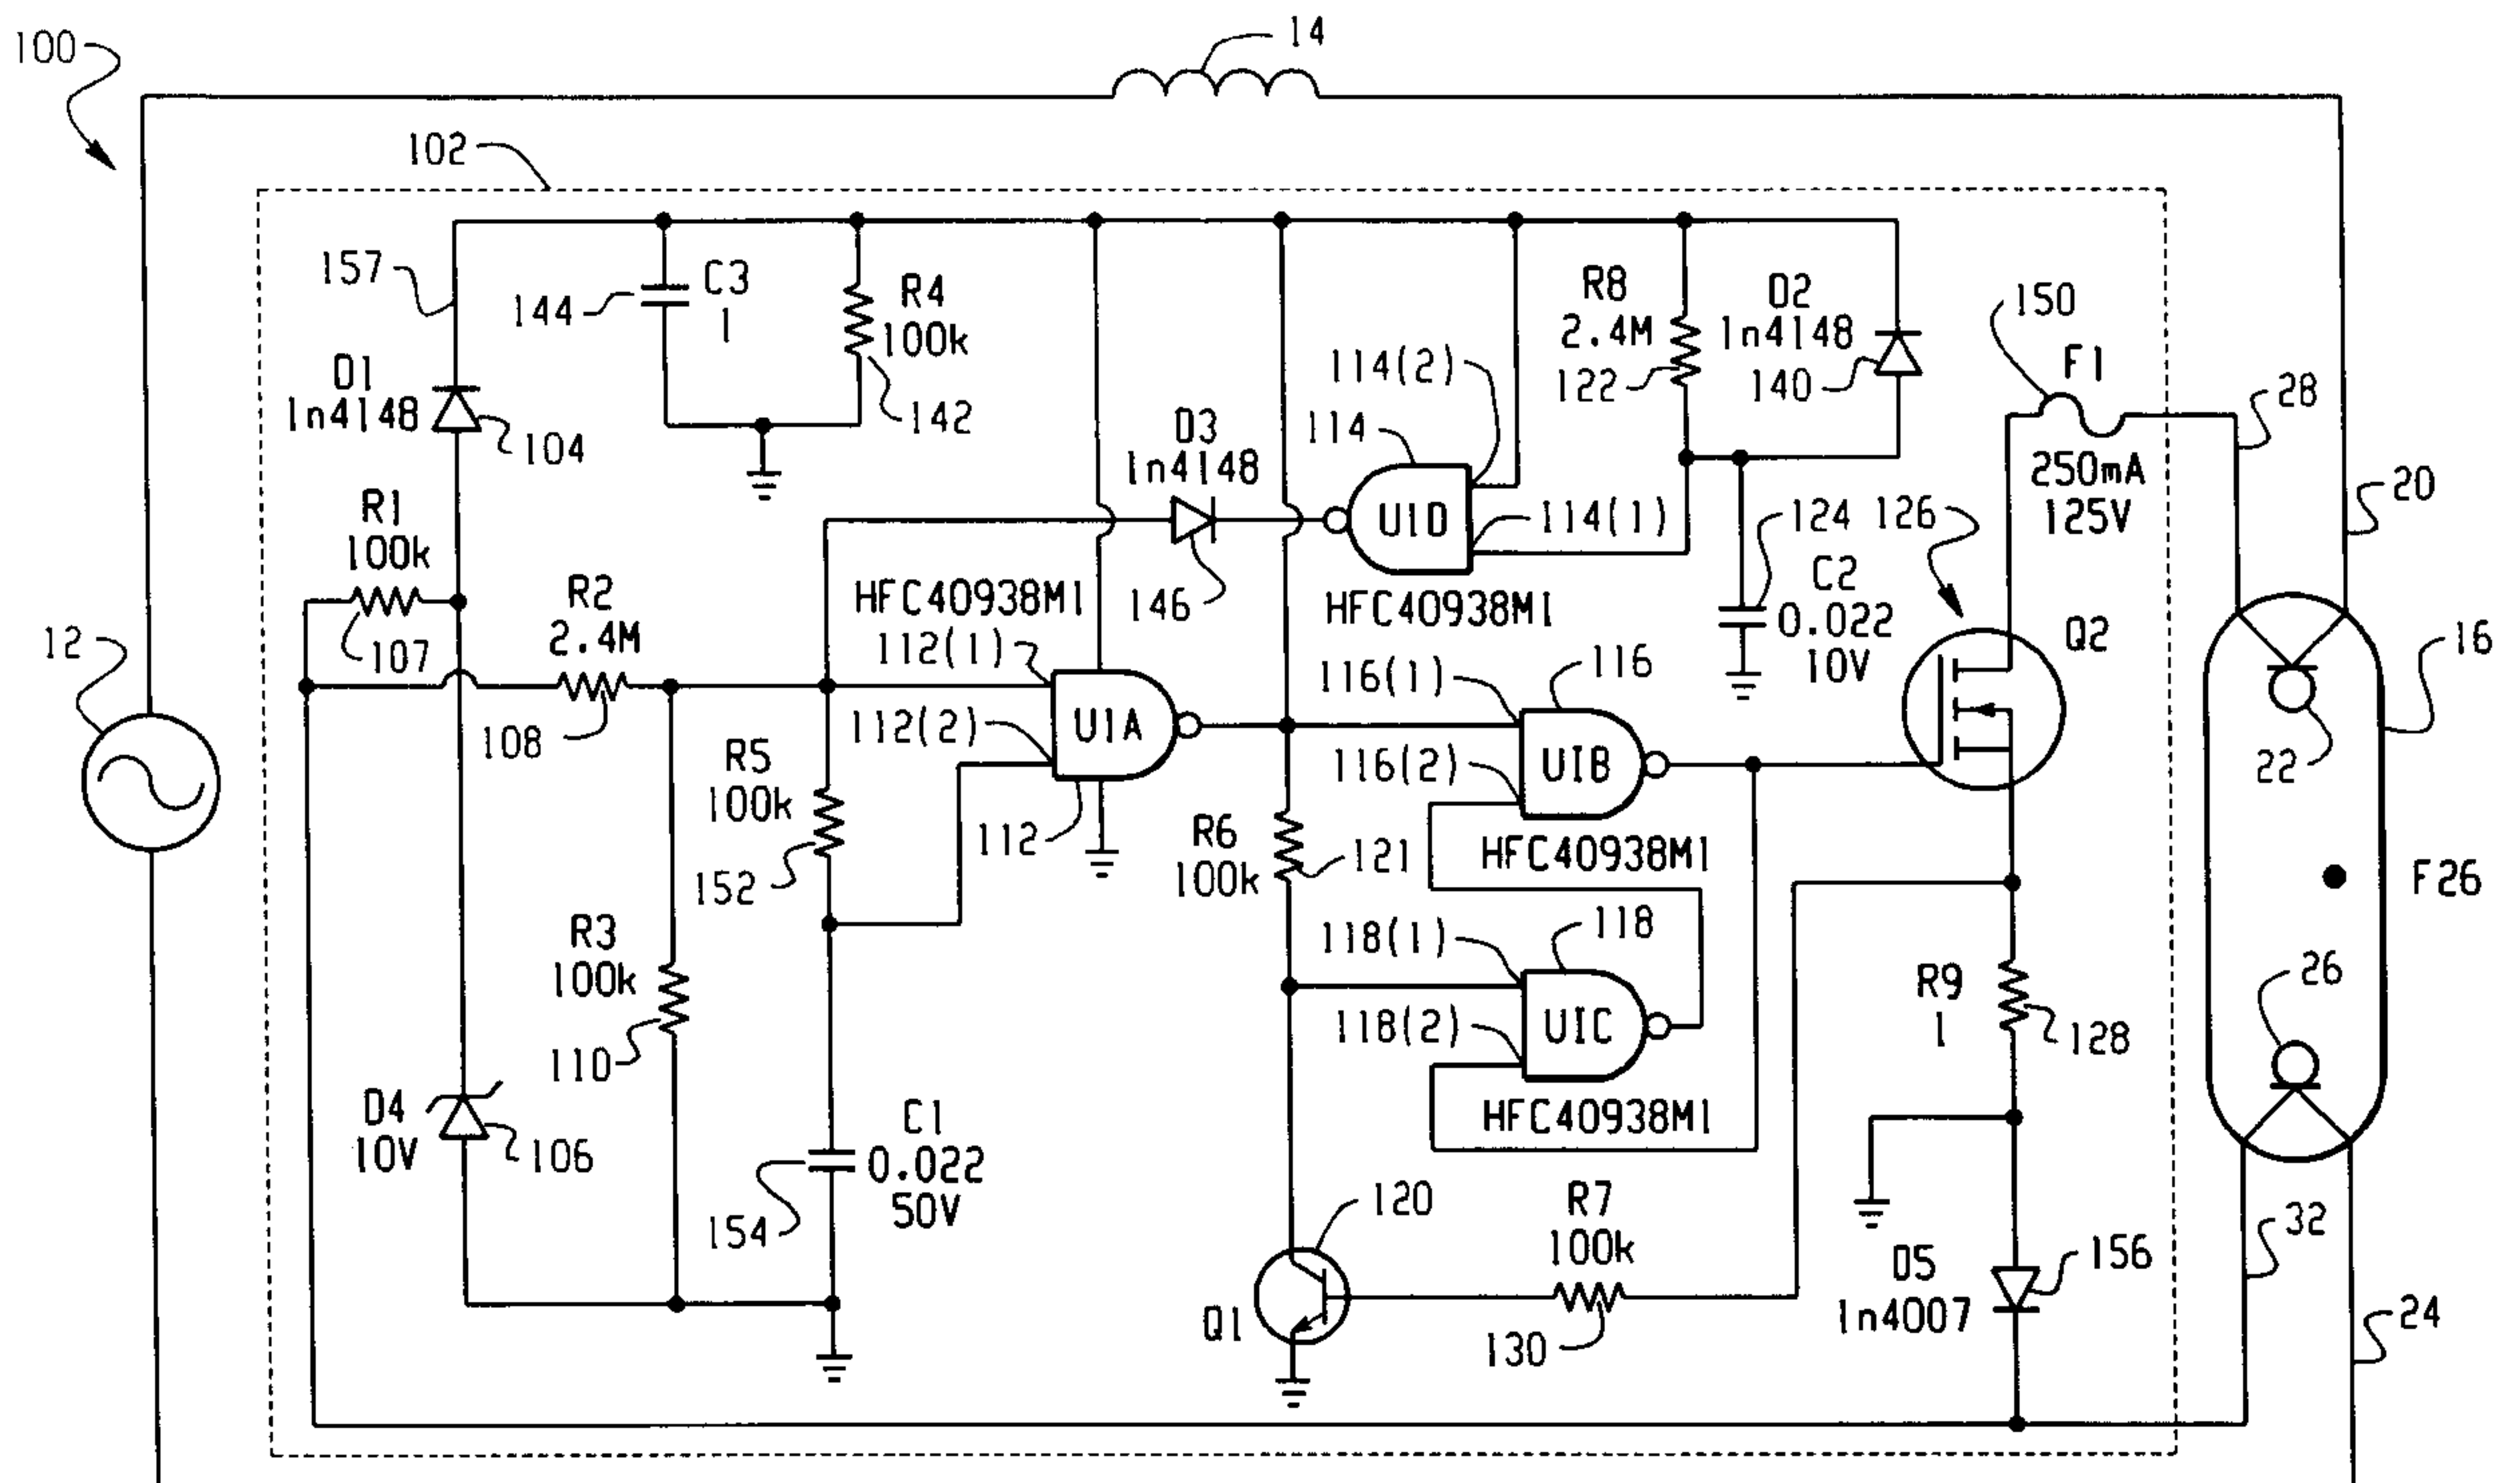 100
14
102
157
144
C3
1
R4
100k
142
D1
1n4148
104
R8
2.4M
122
D2
1n4148
140
150
F1
250mA
125V
28
20
114(2)
114
D3
1n4148
146
U1D
114(1)
HFC40938M1
124
126
C2
0.022
10V
Q2
R1
100k
107
R2
2.4M
108
HFC40938M1
112(1)
112(2)
U1A
112
12
16
22
116
116(1)
116(2)
U1B
HFC40938M1
R5
100k
152
R6
100k
121
F26
118
118(1)
118(2)
U1C
HFC40938M1
R3
100k
110
R9
1
128
26
D4
10V
106
C1
0.022
50V
154
120
Q1
R7
100k
130
D5
1n4007
156
32
24